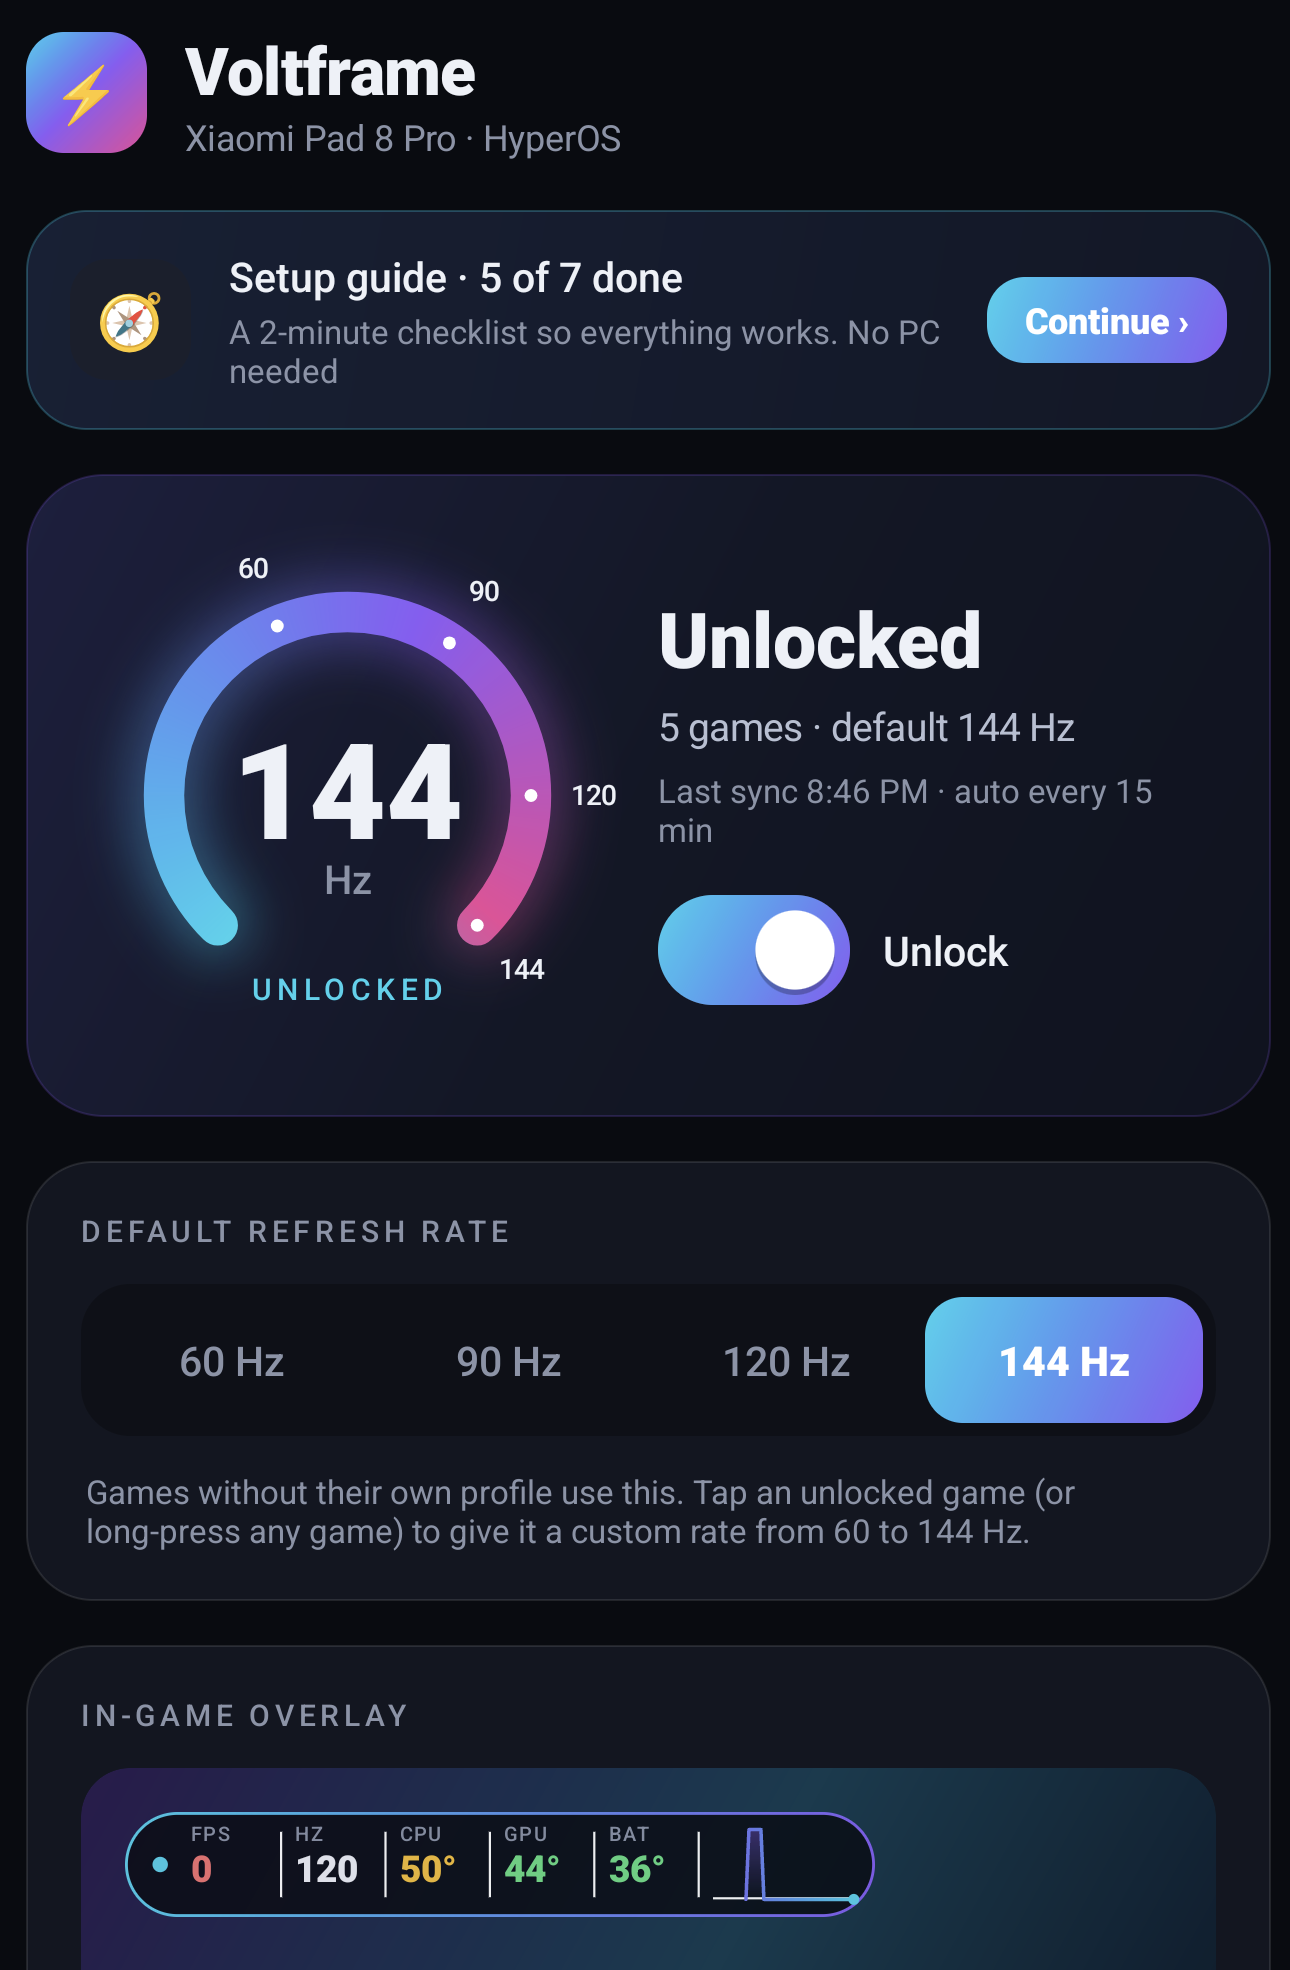 Voltframe
Xiaomi Pad 8 Pro · HyperOS
Setup guide · 5 of 7 done
A 2-minute checklist so everything works. No PC
needed
Continue ›
60
90
120
144
144
Hz
UNLOCKED
Unlocked
5 games · default 144 Hz
Last sync 8:46 PM · auto every 15
min
Unlock
DEFAULT REFRESH RATE
60 Hz
90 Hz
120 Hz
144 Hz
Games without their own profile use this. Tap an unlocked game (or
long-press any game) to give it a custom rate from 60 to 144 Hz.
IN-GAME OVERLAY
FPS HZ CPU GPU BAT
0 120 50° 44° 36°